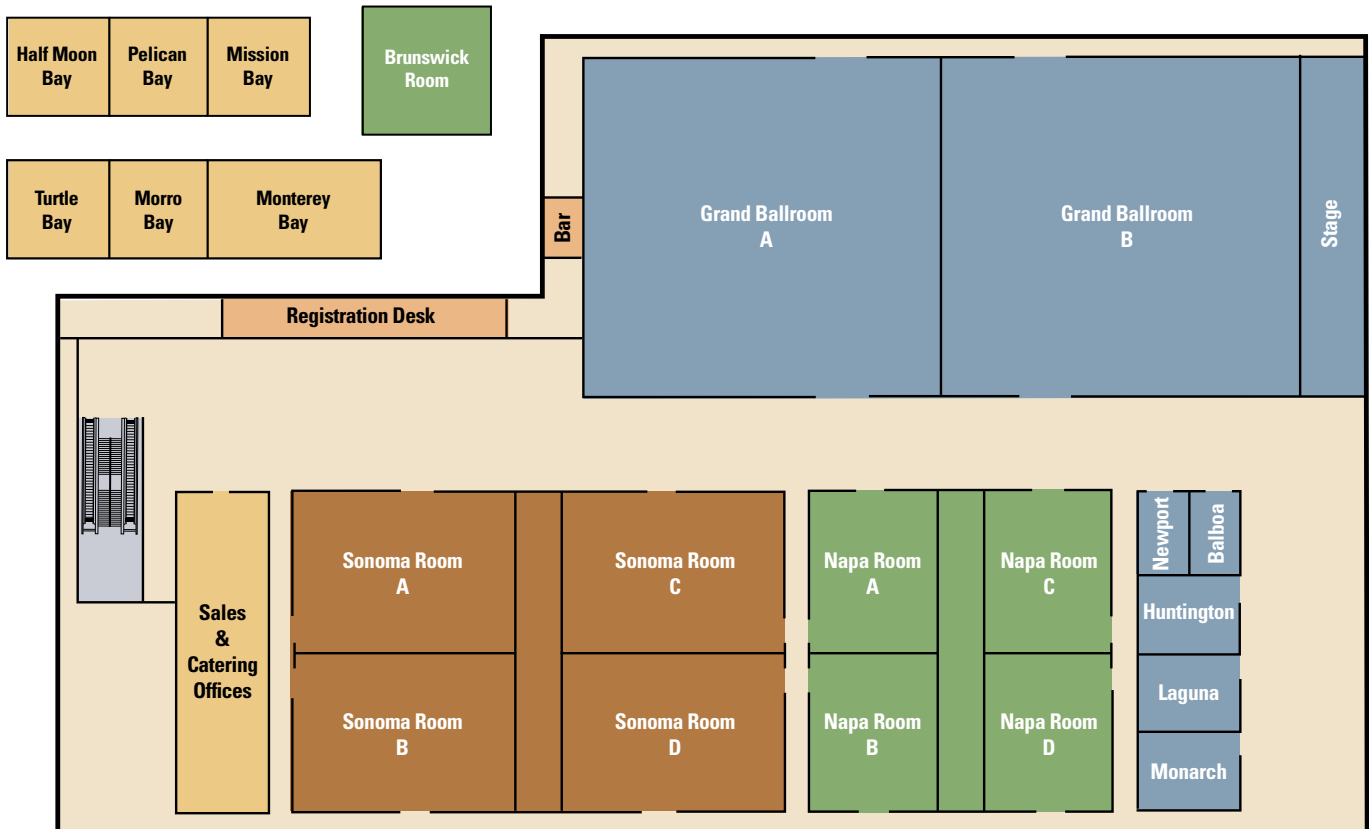 Half Moon
Bay
Pelican
Bay
Mission
Bay
Brunswick
Room
Turtle
Bay
Morro
Bay
Monterey
Bay
Bar
Grand Ballroom
A
Grand Ballroom
B
Stage
Registration Desk
Sales
&
Catering
Offices
Sonoma Room
A
Sonoma Room
C
Sonoma Room
B
Sonoma Room
D
Napa Room
A
Napa Room
C
Napa Room
B
Napa Room
D
Newport
Balboa
Huntington
Laguna
Monarch